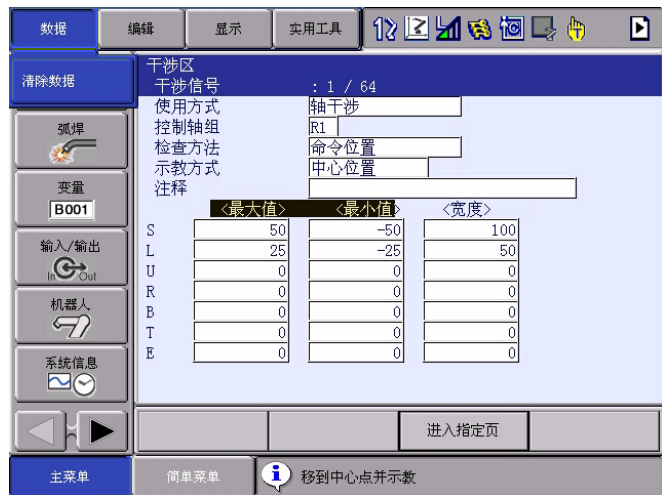 数据 编辑 显示 实用工具
清除数据
干涉区
干涉信号 : 1 / 64
使用方式 轴干涉
控制轴组 R1
检查方法 命令位置
示教方式 中心位置
注释
<最大值> <最小值> <宽度>
S 50 -50 100
L 25 -25 50
U 0 0 0
R 0 0 0
B 0 0 0
T 0 0 0
E 0 0 0
弧焊
变量
B001
输入/输出
In Out
机器人
系统信息
进入指定页
主菜单 简单菜单 移到中心点并示教